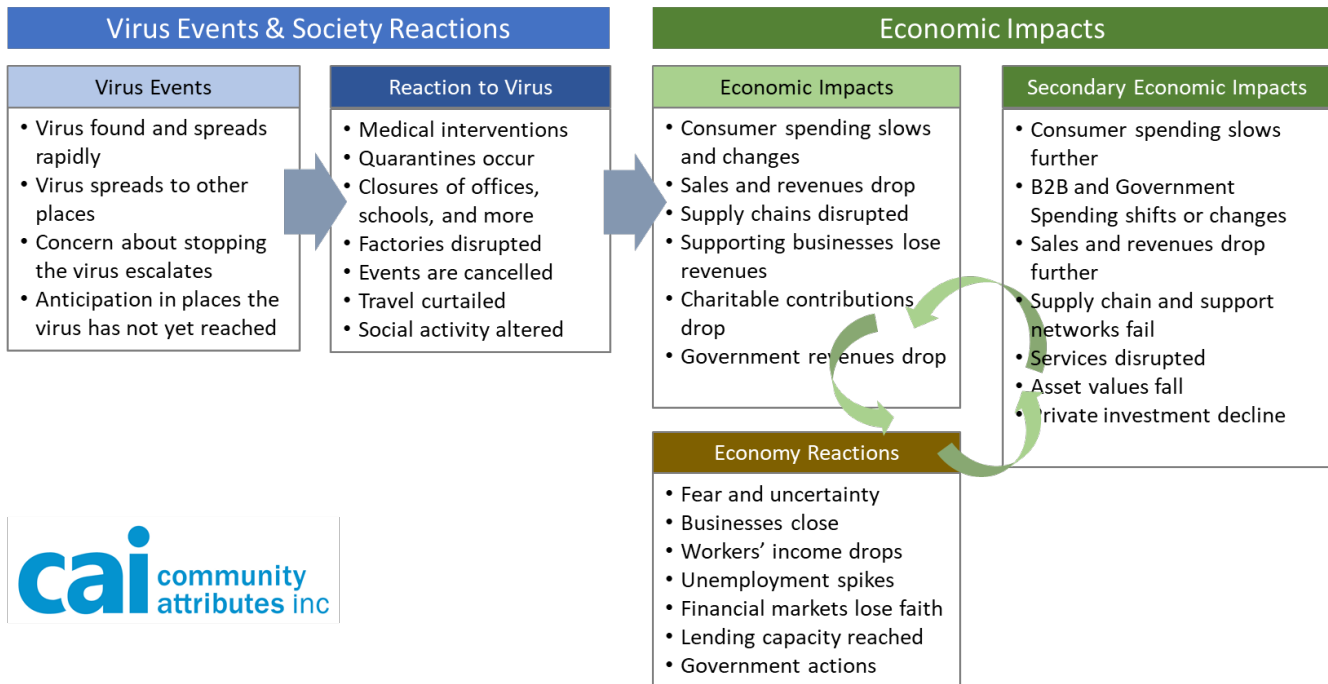 Virus Events & Society Reactions
Economic Impacts
Virus Events
• Virus found and spreads
rapidly
• Virus spreads to other
places
• Concern about stopping
the virus escalates
• Anticipation in places the
virus has not yet reached
Reaction to Virus
• Medical interventions
• Quarantines occur
• Closures of offices,
schools, and more
• Factories disrupted
• Events are cancelled
• Travel curtailed
• Social activity altered
Economic Impacts
• Consumer spending slows
and changes
• Sales and revenues drop
• Supply chains disrupted
• Supporting businesses lose
revenues
• Charitable contributions
drop
• Government revenues drop
Secondary Economic Impacts
• Consumer spending slows
further
• B2B and Government
Spending shifts or changes
• Sales and revenues drop
further
• Supply chain and support
networks fail
• Services disrupted
• Asset values fall
• Private investment decline
Economy Reactions
• Fear and uncertainty
• Businesses close
• Workers’ income drops
• Unemployment spikes
• Financial markets lose faith
• Lending capacity reached
• Government actions
cai community
attributes inc